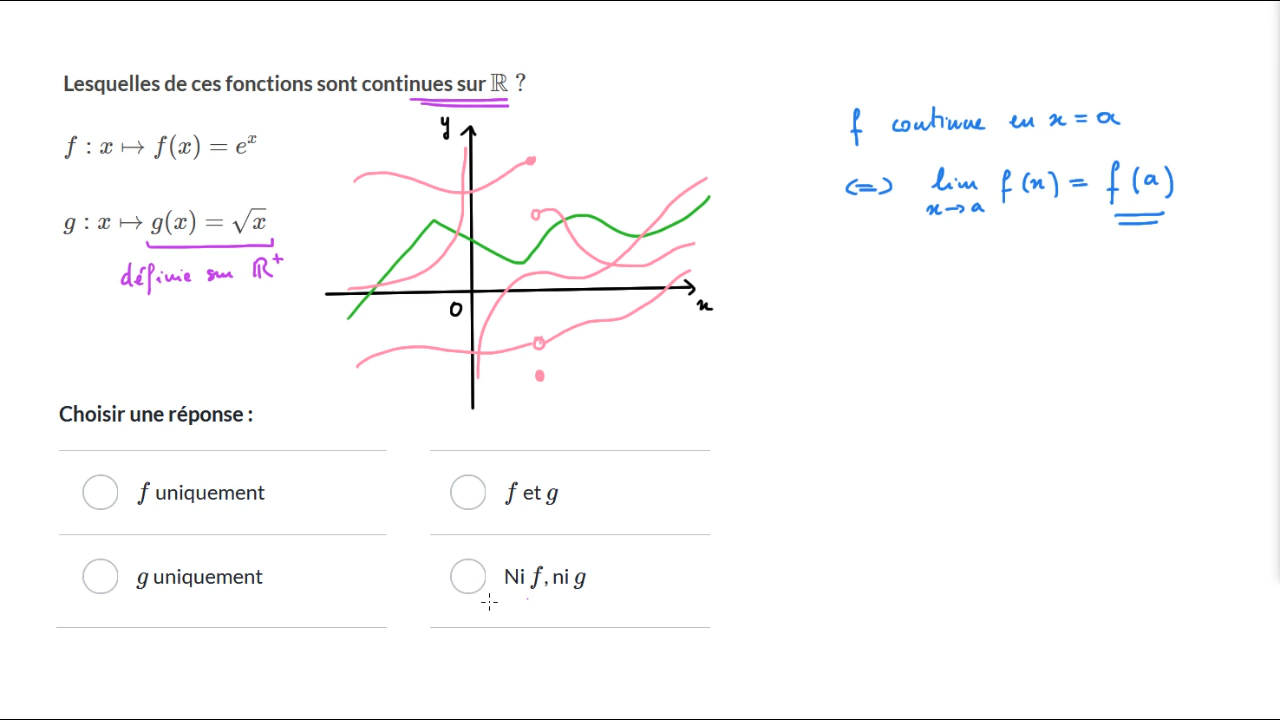 Lesquelles de ces fonctions sont continues sur ℝ ?
f : x ↦ f(x) = eˣ
g : x ↦ g(x) = √x
définie sur ℝ⁺
y
0
x
f continue en x = a
<=> lim f(x) = f(a)
x→a
Choisir une réponse :
f uniquement
f et g
g uniquement
Ni f, ni g